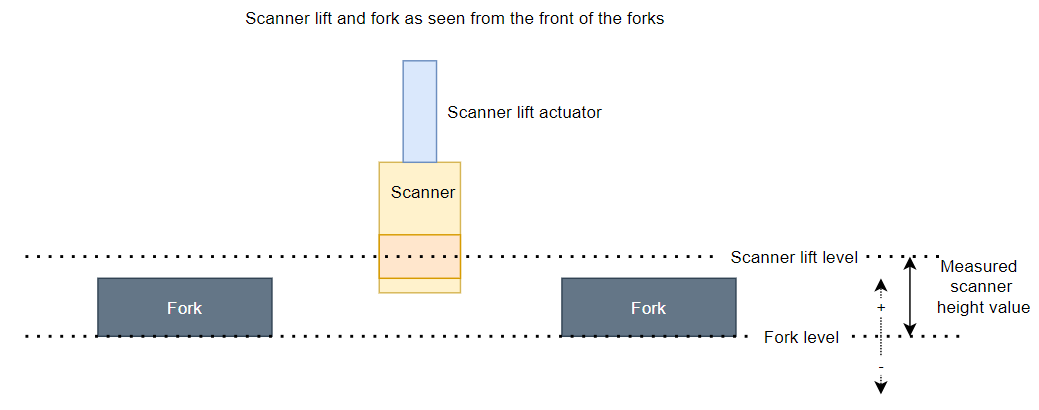 Scanner lift and fork as seen from the front of the forks
Scanner lift actuator
Scanner
Scanner lift level
Measured
scanner
height value
Fork
Fork
+
Fork level
-